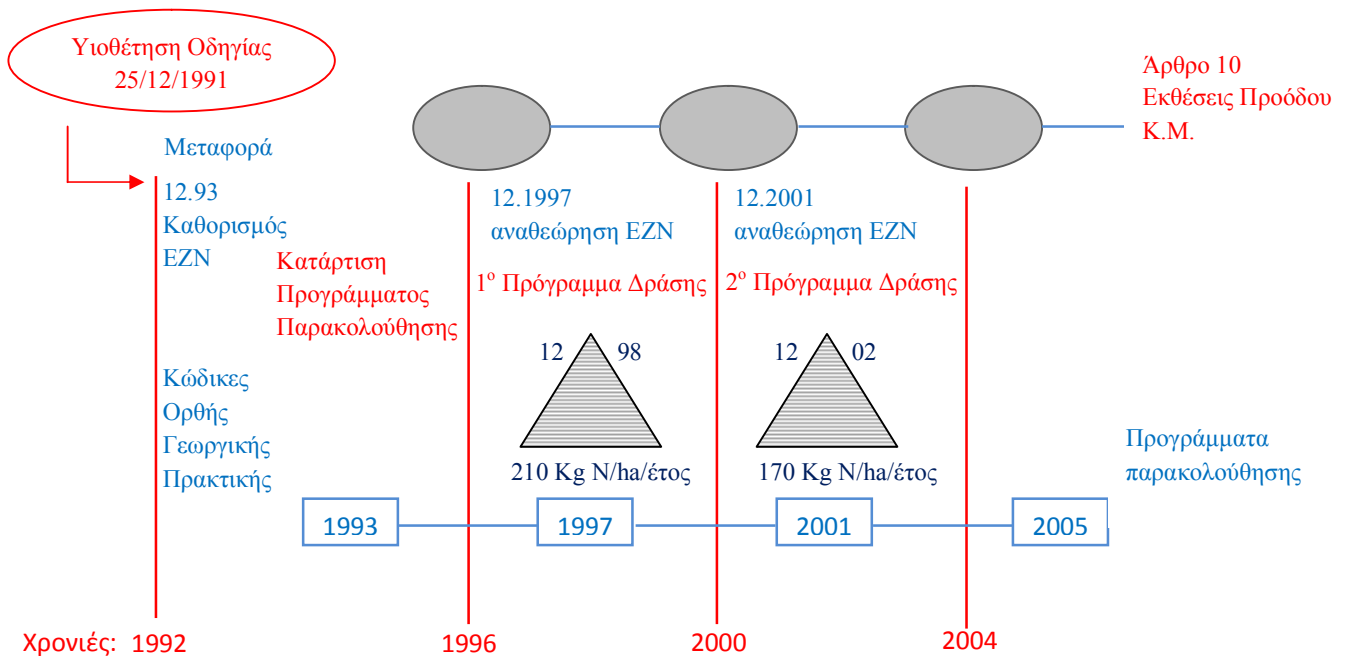 Υιοθέτηση Οδηγίας
25/12/1991
Άρθρο 10
Εκθέσεις Προόδου
Κ.Μ.
Μεταφορά
12.93
Καθορισμός
ΕΖΝ
12.1997
αναθεώρηση ΕΖΝ
12.2001
αναθεώρηση ΕΖΝ
Κατάρτιση
Προγράμματος
Παρακολούθησης
1ο Πρόγραμμα Δράσης
2ο Πρόγραμμα Δράσης
12 98
12 02
Κώδικες
Ορθής
Γεωργικής
Πρακτικής
210 Kg N/ha/έτος
170 Kg N/ha/έτος
Προγράμματα
παρακολούθησης
1993
1997
2001
2005
Χρονιές: 1992 1996 2000 2004